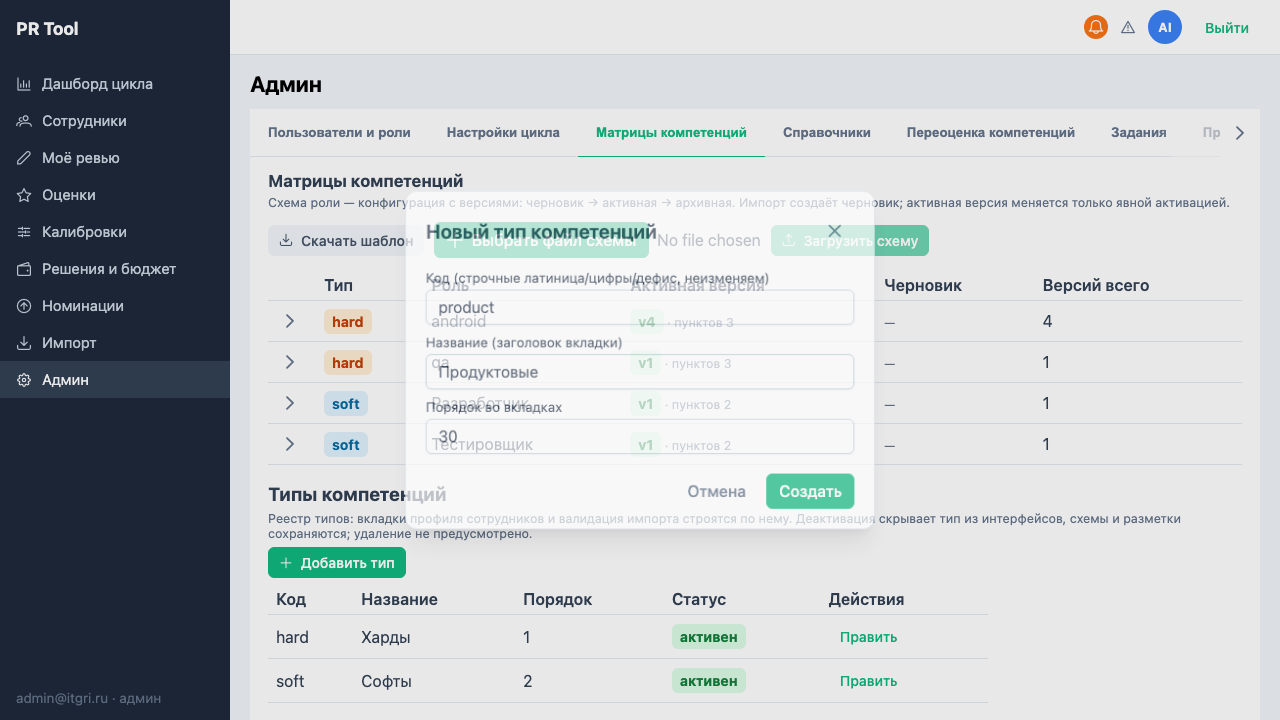 PR Tool
AI
Выйти
Дашборд цикла
Сотрудники
Моё ревью
Оценки
Калибровки
Решения и бюджет
Номинации
Импорт
Админ
admin@itgri.ru · админ
Админ
Пользователи и роли Настройки цикла Матрицы компетенций Справочники Переоценка компетенций Задания Пр
Матрицы компетенций
Схема роли — конфигурация с версиями: черновик → активная → архивная. Импорт создаёт черновик; активная версия меняется только явной активацией.
Скачать шаблон Выбрать файл схемы No file chosen Загрузить схему
Тип Роль Активная версия Черновик Версий всего
hard android v4 · пунктов 3 — 4
hard qa v1 · пунктов 3 — 1
soft Разработчик v1 · пунктов 2 — 1
soft Тестировщик v1 · пунктов 2 — 1
Новый тип компетенций
Код (строчные латиница/цифры/дефис, неизменяем)
product
Название (заголовок вкладки)
Продуктовые
Порядок во вкладках
30
Отмена Создать
Типы компетенций
Реестр типов: вкладки профиля сотрудников и валидация импорта строятся по нему. Деактивация скрывает тип из интерфейсов, схемы и разметки
сохраняются; удаление не предусмотрено.
Добавить тип
Код Название Порядок Статус Действия
hard Харды 1 активен Править
soft Софты 2 активен Править